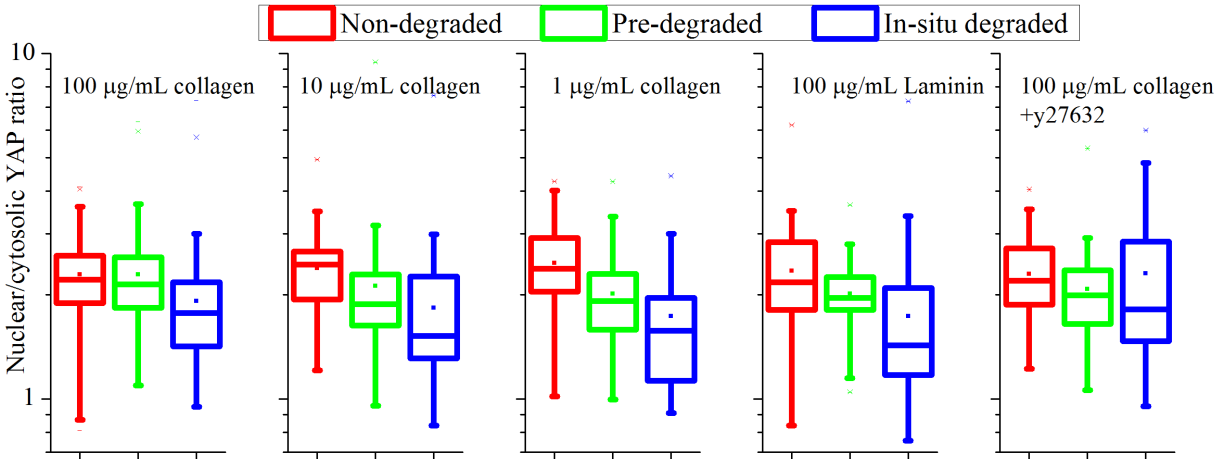 Non-degraded Pre-degraded In-situ degraded
10
100 μg/mL collagen 10 μg/mL collagen 1 μg/mL collagen 100 μg/mL Laminin 100 μg/mL collagen
+y27632
Nuclear/cytosolic YAP ratio
1